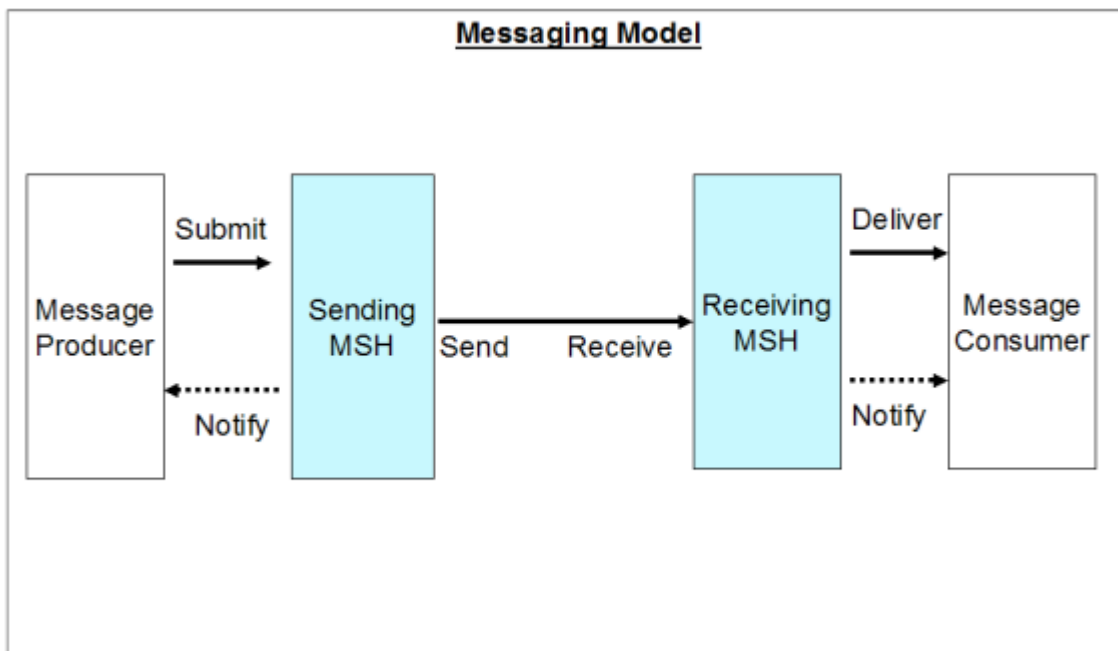 Messaging Model
Submit
Deliver
Message
Producer
Sending
MSH
Receiving
MSH
Message
Consumer
Send
Receive
Notify
Notify